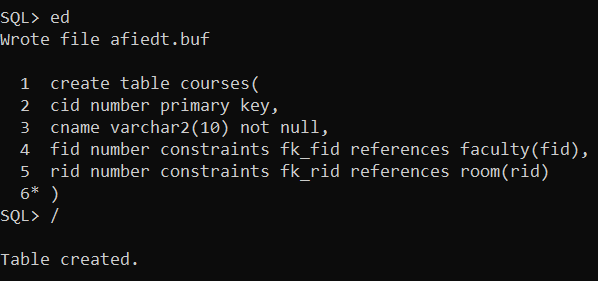 SQL> ed
Wrote file afiedt.buf
1 create table courses(
2 cid number primary key,
3 cname varchar2(10) not null,
4 fid number constraints fk_fid references faculty(fid),
5 rid number constraints fk_rid references room(rid)
6* )
SQL> /
Table created.